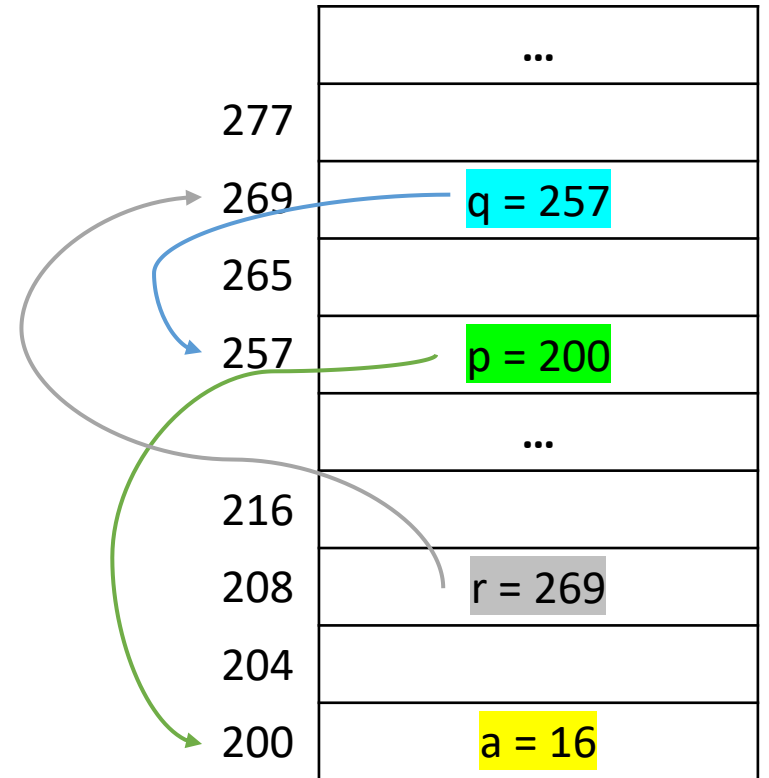 ...
277
269 q = 257
265
257 p = 200
...
216
208 r = 269
204
200 a = 16